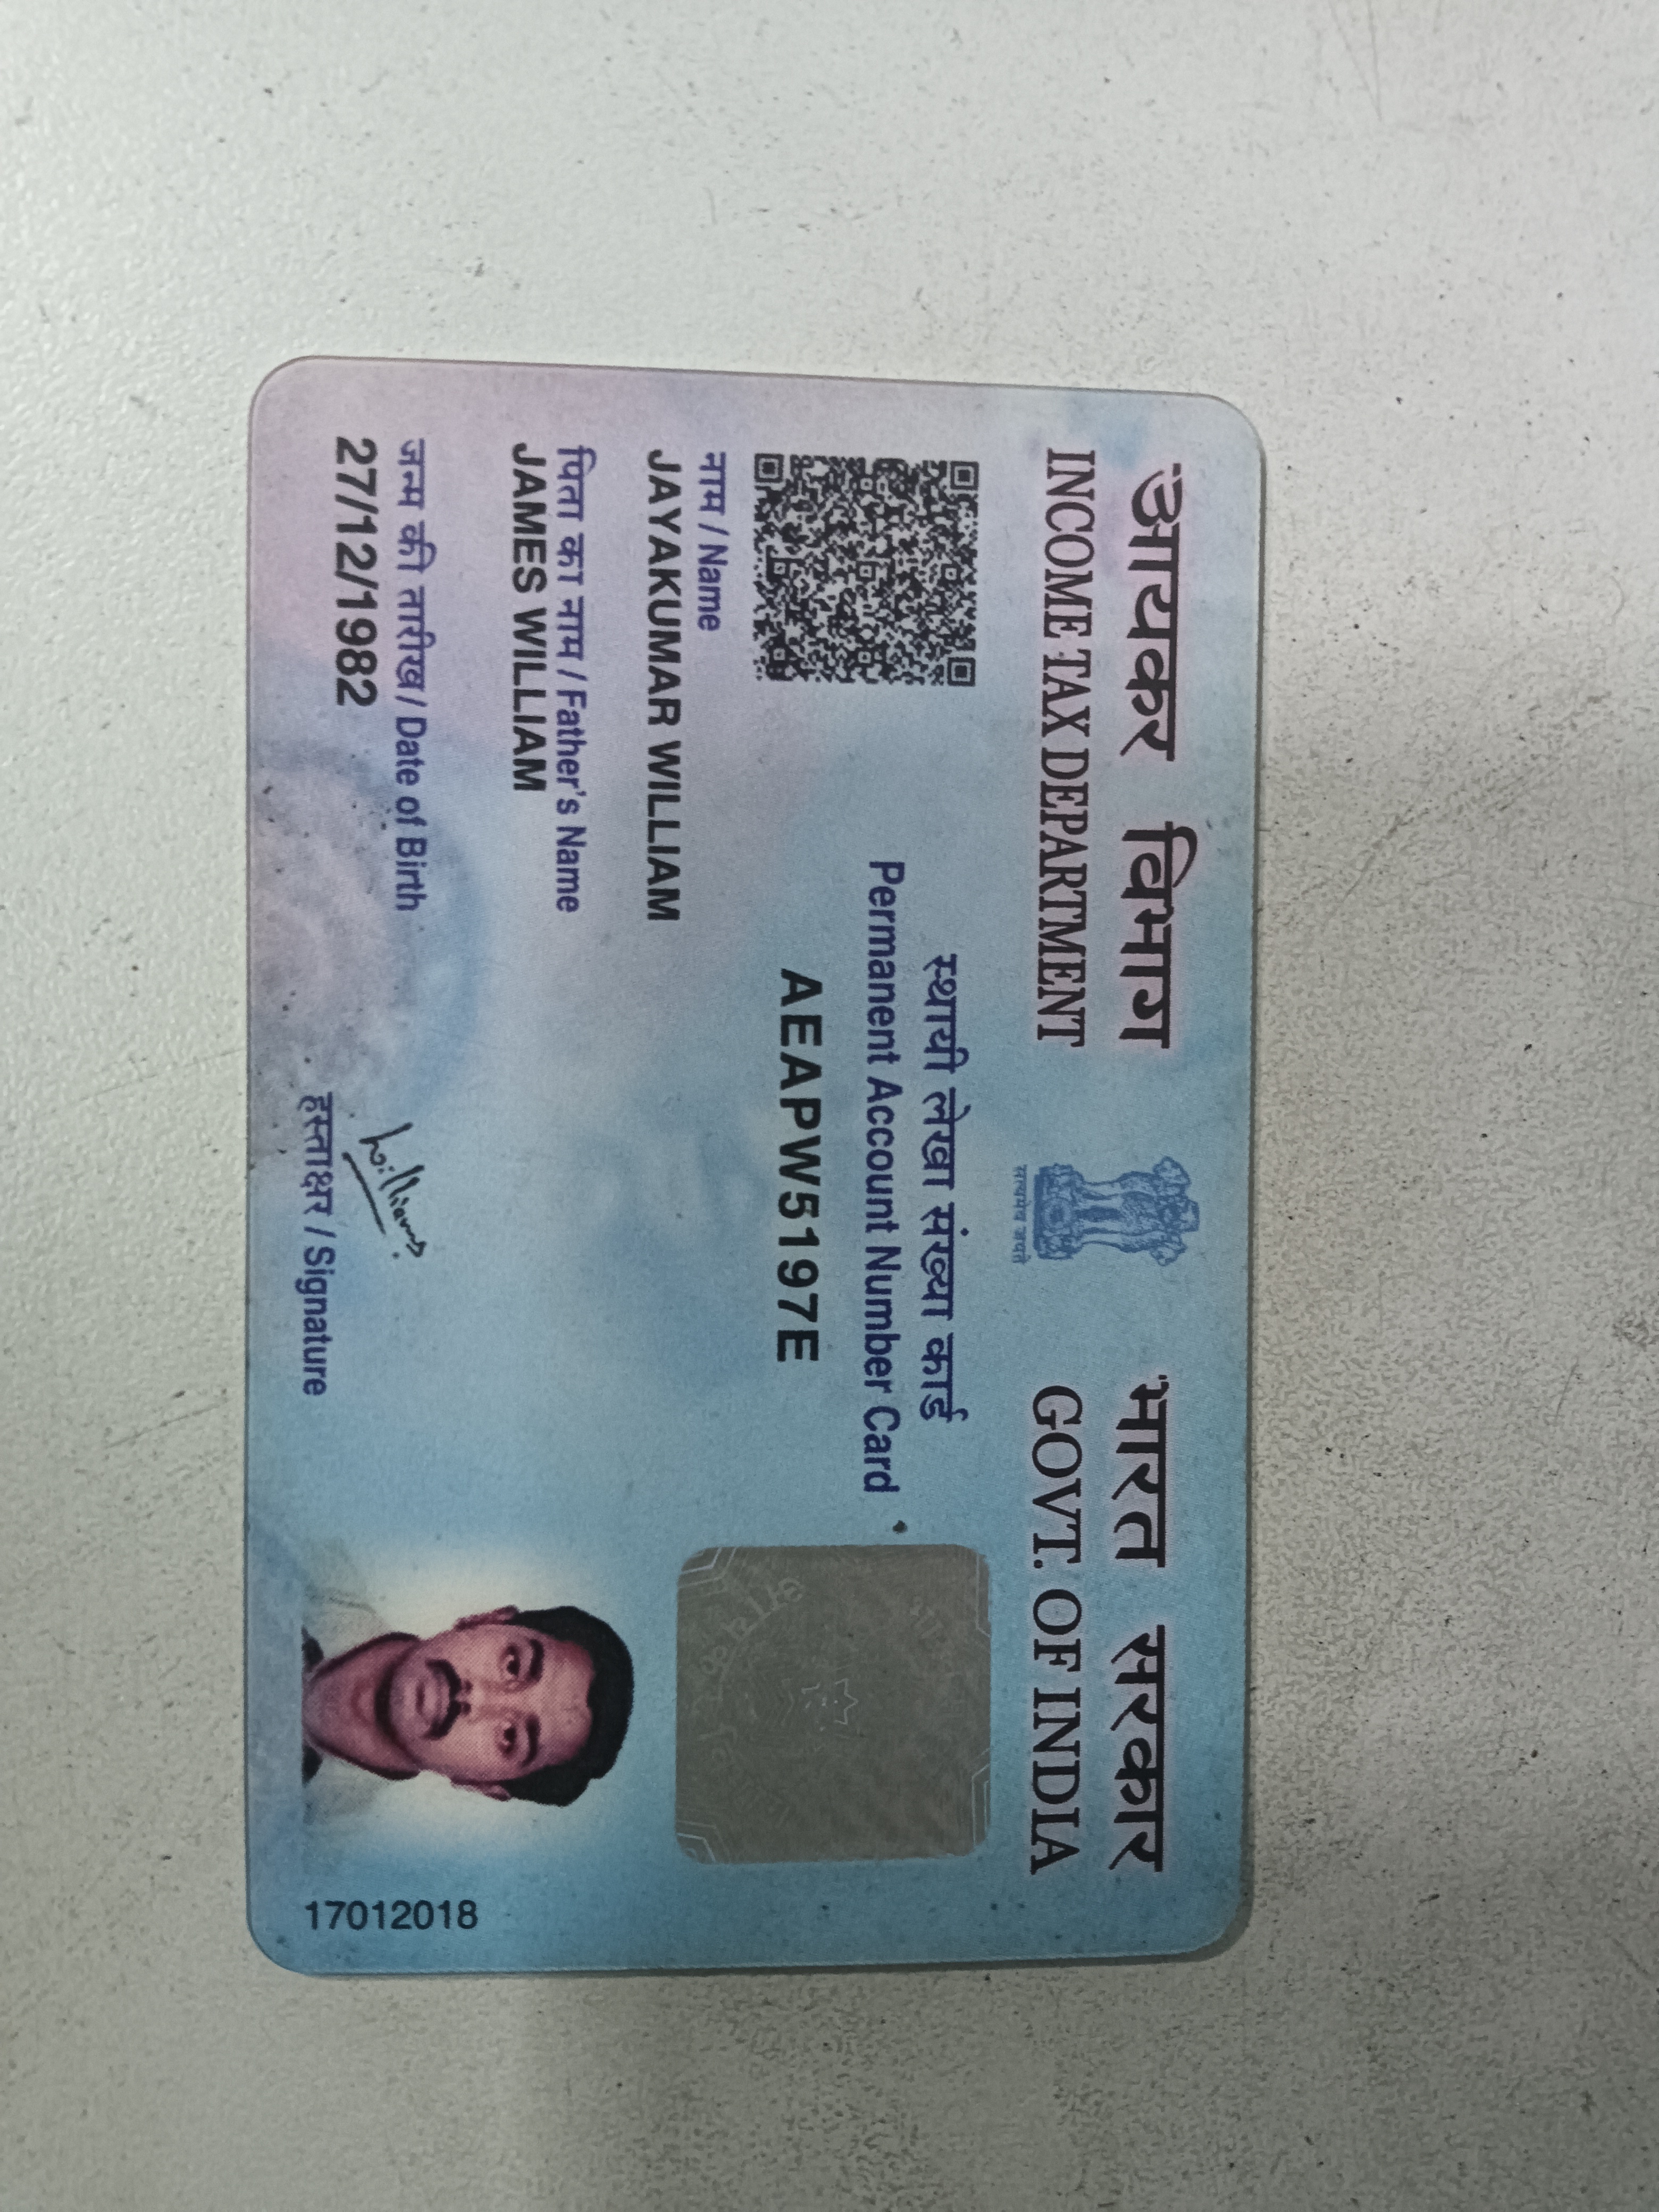 आयकर विभाग
INCOME TAX DEPARTMENT
सत्यमेव जयते
भारत सरकार
GOVT. OF INDIA
स्थायी लेखा संख्या कार्ड
Permanent Account Number Card
AEAPW5197E
नाम / Name
JAYAKUMAR WILLIAM
पिता का नाम / Father's Name
JAMES WILLIAM
जन्म की तारीख / Date of Birth
27/12/1982
हस्ताक्षर / Signature
17012018